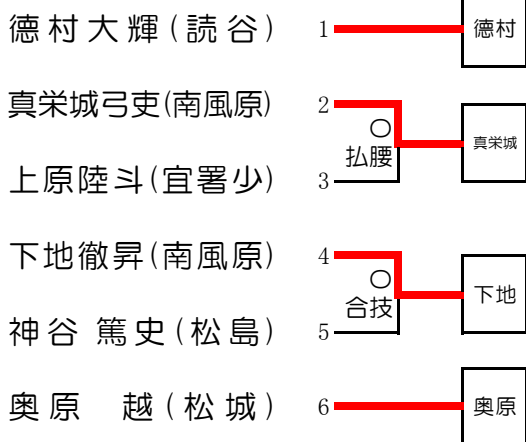 德村大輝(読谷) 1 德村
真栄城弓吏(南風原) 2
〇
払腰
真栄城
上原陸斗(宜署少) 3
下地徹昇(南風原) 4
〇
合技
下地
神谷 篤史(松島) 5
奥原 越(松城) 6 奥原